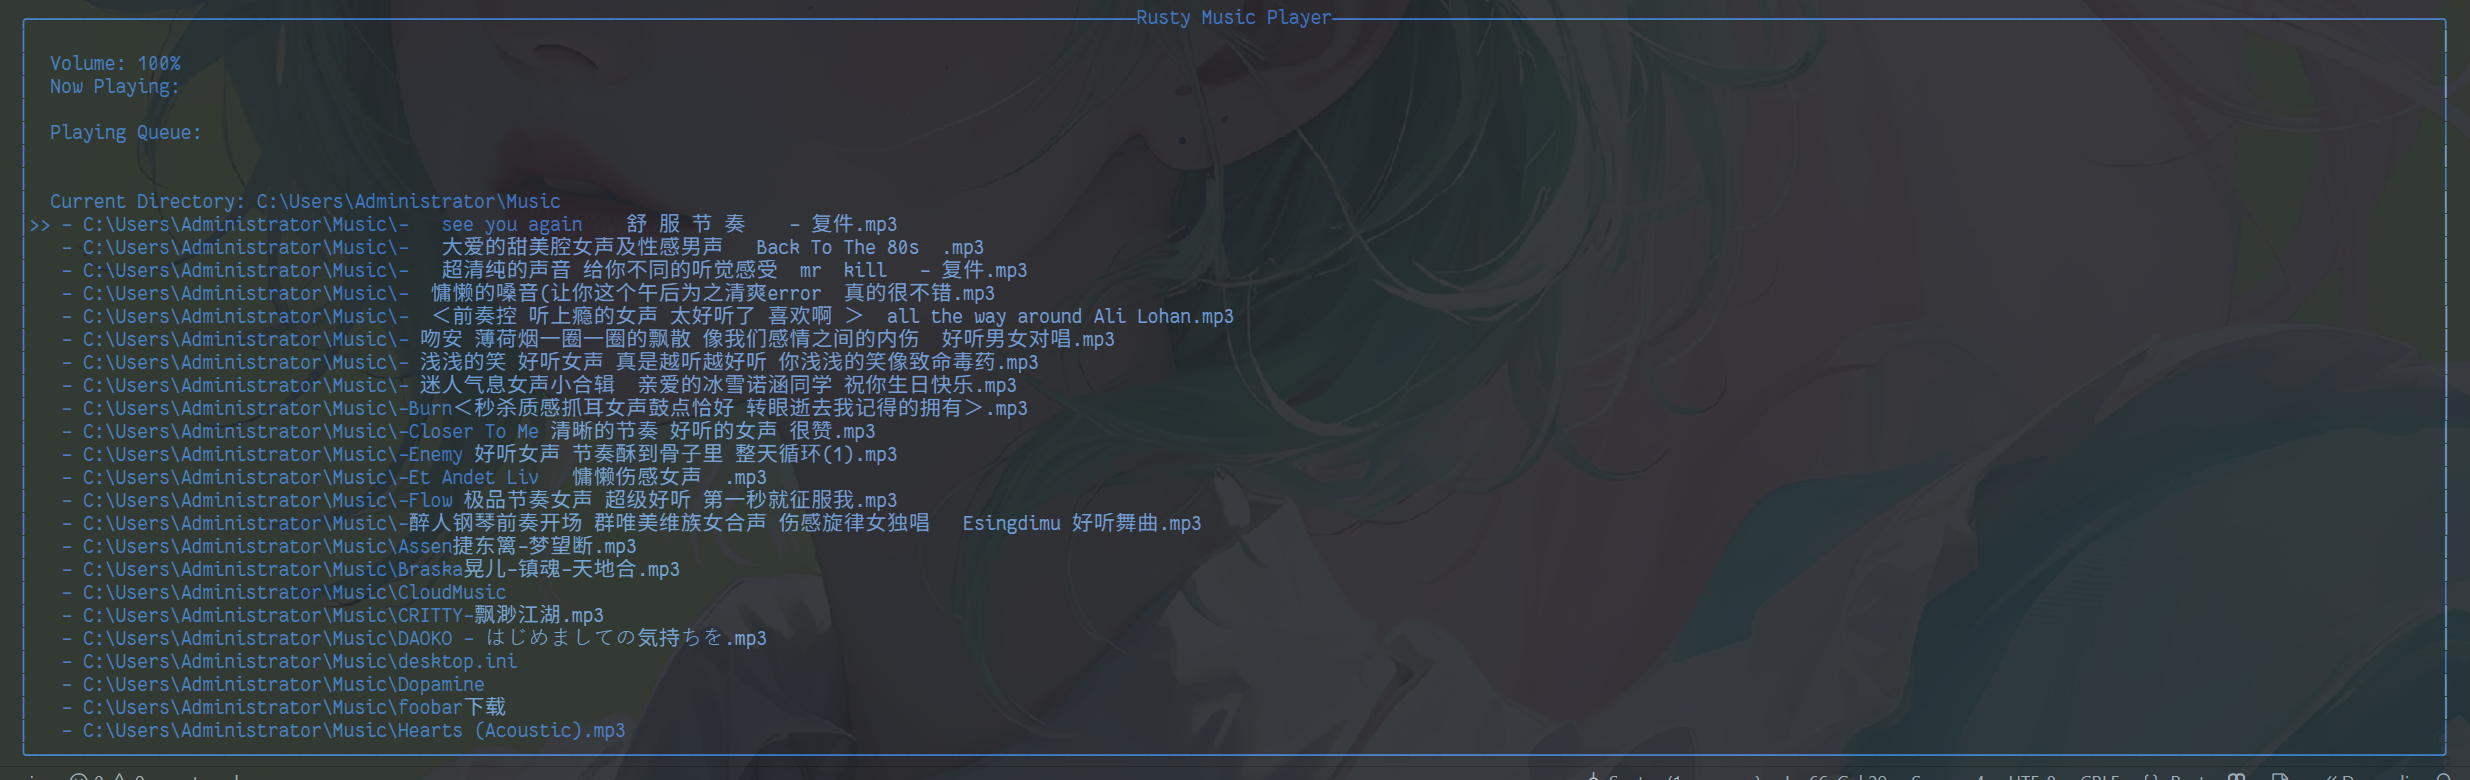 Rusty Music Player
Volume: 100%
Now Playing:
Playing Queue:
Current Directory: C:\Users\Administrator\Music
>> - C:\Users\Administrator\Music\-   see you again    舒 服 节 奏    - 复件.mp3
- C:\Users\Administrator\Music\-   大爱的甜美腔女声及性感男声   Back To The 80s  .mp3
- C:\Users\Administrator\Music\-   超清纯的声音 给你不同的听觉感受  mr  kill   - 复件.mp3
- C:\Users\Administrator\Music\-  慵懒的嗓音(让你这个午后为之清爽error  真的很不错.mp3
- C:\Users\Administrator\Music\-  ＜前奏控 听上瘾的女声 太好听了 喜欢啊 ＞  all the way around Ali Lohan.mp3
- C:\Users\Administrator\Music\- 吻安 薄荷烟一圈一圈的飘散 像我们感情之间的内伤  好听男女对唱.mp3
- C:\Users\Administrator\Music\- 浅浅的笑 好听女声 真是越听越好听 你浅浅的笑像致命毒药.mp3
- C:\Users\Administrator\Music\- 迷人气息女声小合辑  亲爱的冰雪诺涵同学 祝你生日快乐.mp3
- C:\Users\Administrator\Music\-Burn＜秒杀质感抓耳女声鼓点恰好 转眼逝去我记得的拥有＞.mp3
- C:\Users\Administrator\Music\-Closer To Me 清晰的节奏 好听的女声 很赞.mp3
- C:\Users\Administrator\Music\-Enemy 好听女声 节奏酥到骨子里 整天循环(1).mp3
- C:\Users\Administrator\Music\-Et Andet Liv   慵懒伤感女声  .mp3
- C:\Users\Administrator\Music\-Flow 极品节奏女声 超级好听 第一秒就征服我.mp3
- C:\Users\Administrator\Music\-醉人钢琴前奏开场 群唯美维族女合声 伤感旋律女独唱   Esingdimu 好听舞曲.mp3
- C:\Users\Administrator\Music\Assen捷东篱-梦望断.mp3
- C:\Users\Administrator\Music\Braska晃儿-镇魂-天地合.mp3
- C:\Users\Administrator\Music\CloudMusic
- C:\Users\Administrator\Music\CRITTY-飘渺江湖.mp3
- C:\Users\Administrator\Music\DAOKO - はじめましての気持ちを.mp3
- C:\Users\Administrator\Music\desktop.ini
- C:\Users\Administrator\Music\Dopamine
- C:\Users\Administrator\Music\foobar下载
- C:\Users\Administrator\Music\Hearts (Acoustic).mp3